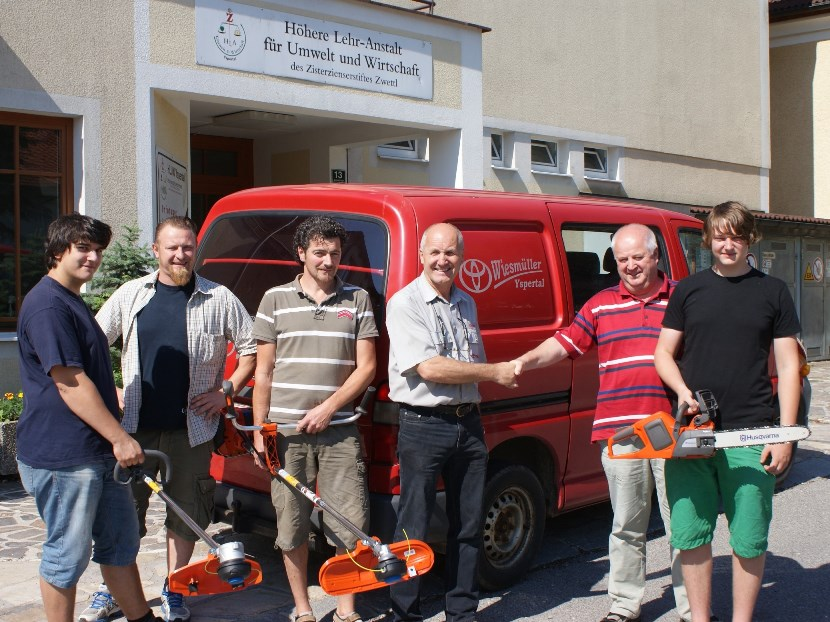 Höhere Lehr-Anstalt
für Umwelt und Wirtschaft
des Zisterzienserstiftes Zwettl
13
Wiesmüller
Yspertal
Husqvarna